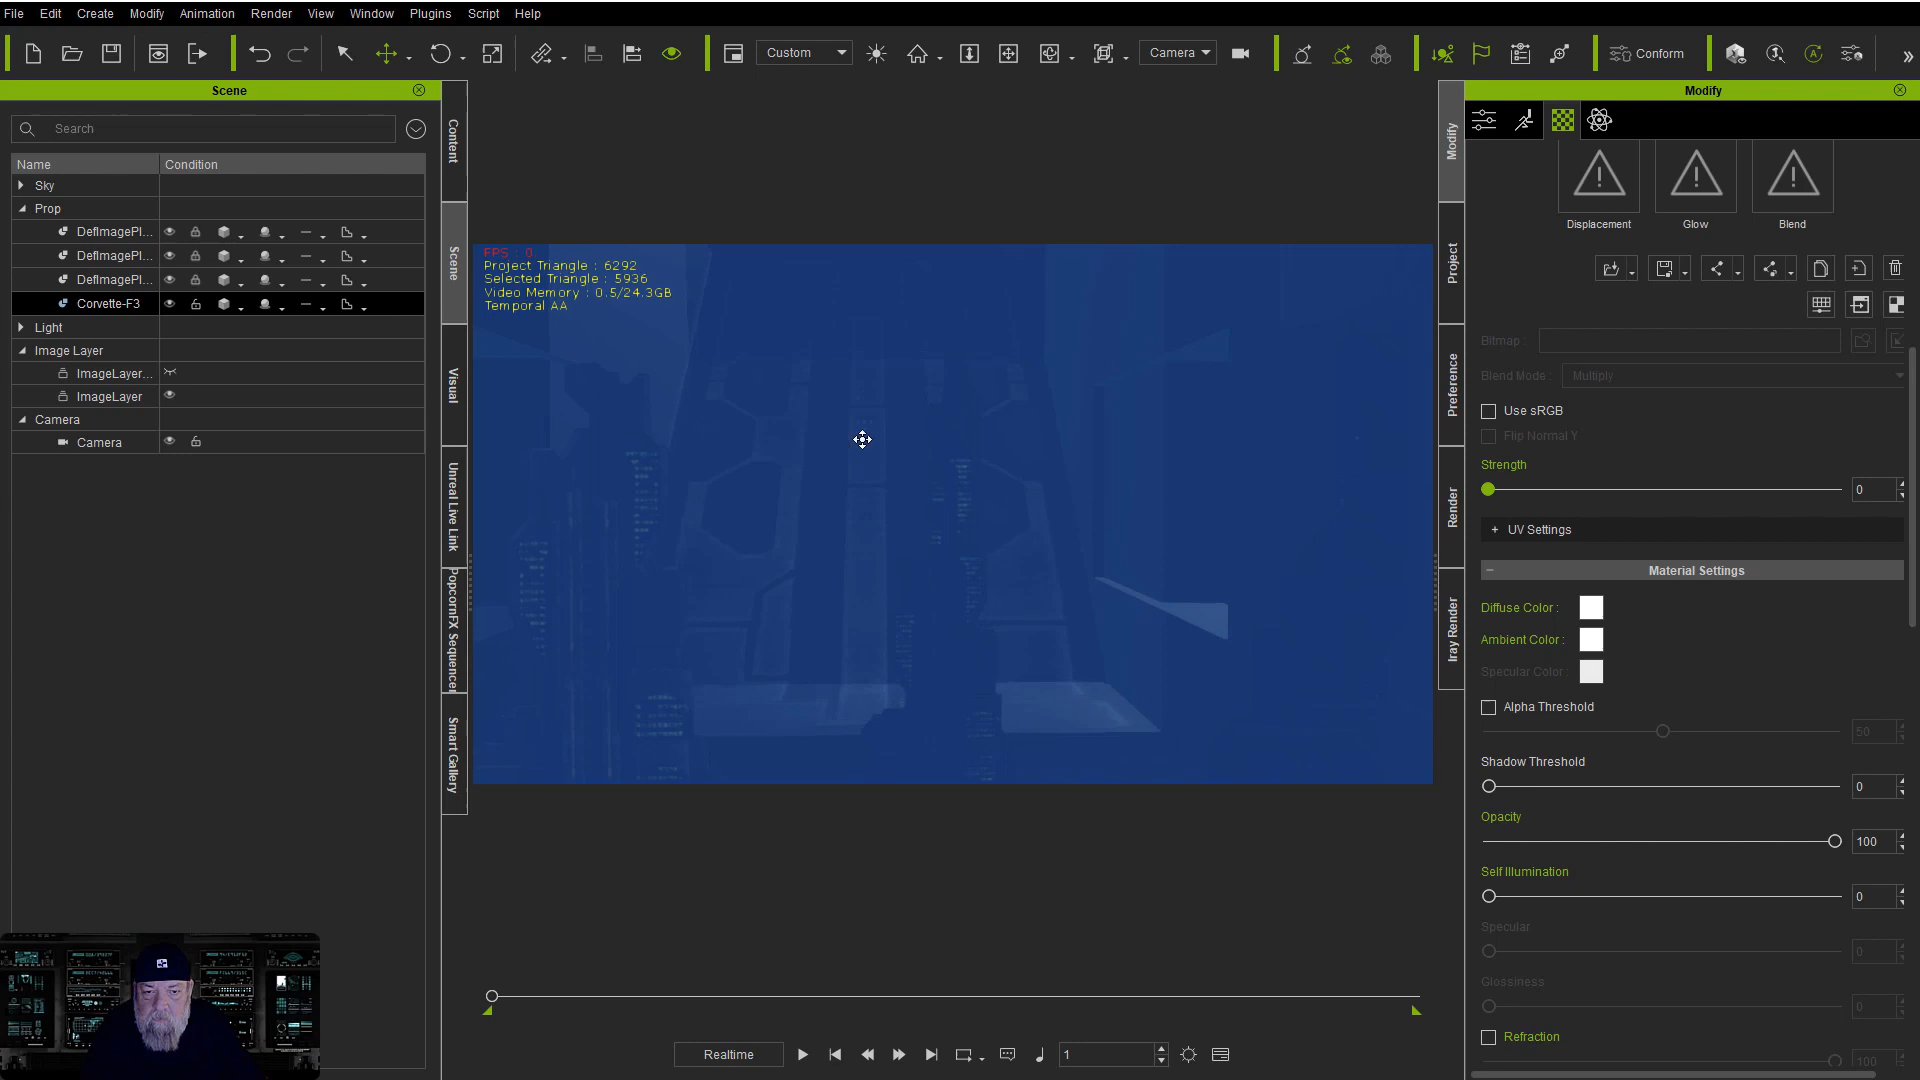 File Edit Create Modify Animation Render View Window Plugins Script Help
Custom
Camera
Conform
»
Scene
Search
Name Condition
Sky
Prop
DefImagePl...
DefImagePl...
DefImagePl...
Corvette-F3
Light
Image Layer
ImageLayer...
ImageLayer
Camera
Camera
Content
Scene
Visual
Unreal Live Link
PopcornFX Sequencer
Smart Gallery
FPS : 0.
Project Triangle : 6292
Selected Triangle : 5936
Video Memory : 0.5/24.3GB
Temporal AA
Realtime
1
Modify
Project
Preference
Render
Iray Render
Modify
Displacement Glow Blend
Bitmap :
Blend Mode : Multiply
Use sRGB
Flip Normal Y
Strength
0
+ UV Settings
Material Settings
Diffuse Color :
Ambient Color :
Specular Color :
Alpha Threshold
50
Shadow Threshold
0
Opacity
100
Self Illumination
0
Specular
0
Glossiness
0
Refraction
100